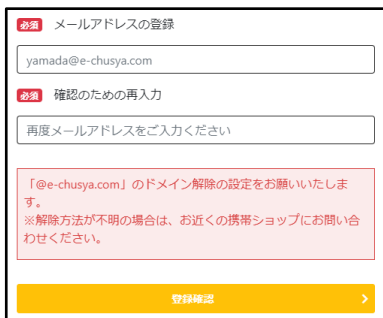 必須 メールアドレスの登録
yamada@e-chusya.com
必須 確認のための再入力
再度メールアドレスをご入力ください
「@e-chusya.com」のドメイン解除の設定をお願いいたしま
す。
※解除方法が不明の場合は、お近くの携帯ショップにお問い合
わせください。
登録確認